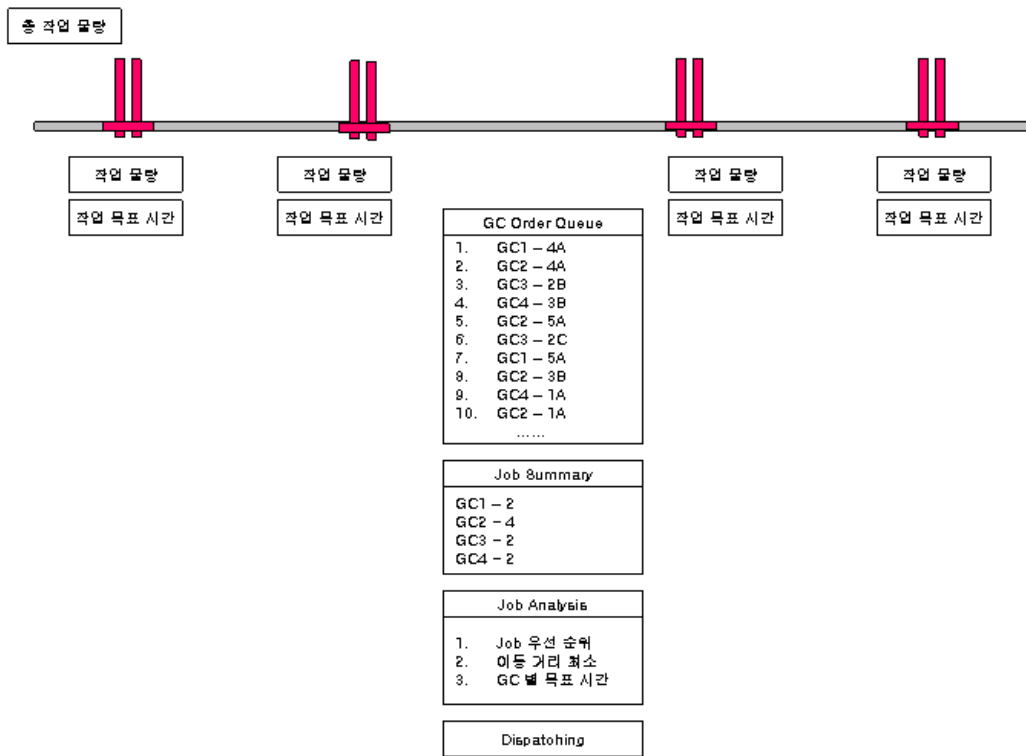 총 작업 물량
작업 물량
작업 물량
작업 물량
작업 물량
작업 목표 시간
작업 목표 시간
작업 목표 시간
작업 목표 시간
GC Order Queue
1. GC1 – 4A
2. GC2 – 4A
3. GC3 – 2B
4. GC4 – 3B
5. GC2 – 5A
6. GC3 – 2C
7. GC1 – 5A
8. GC2 – 3B
9. GC4 – 1A
10. GC2 – 1A
......
Job Summary
GC1 – 2
GC2 – 4
GC3 – 2
GC4 – 2
Job Analysis
1. Job 우선 순위
2. 이동 거리 최소
3. GC 별 목표 시간
Dispatching